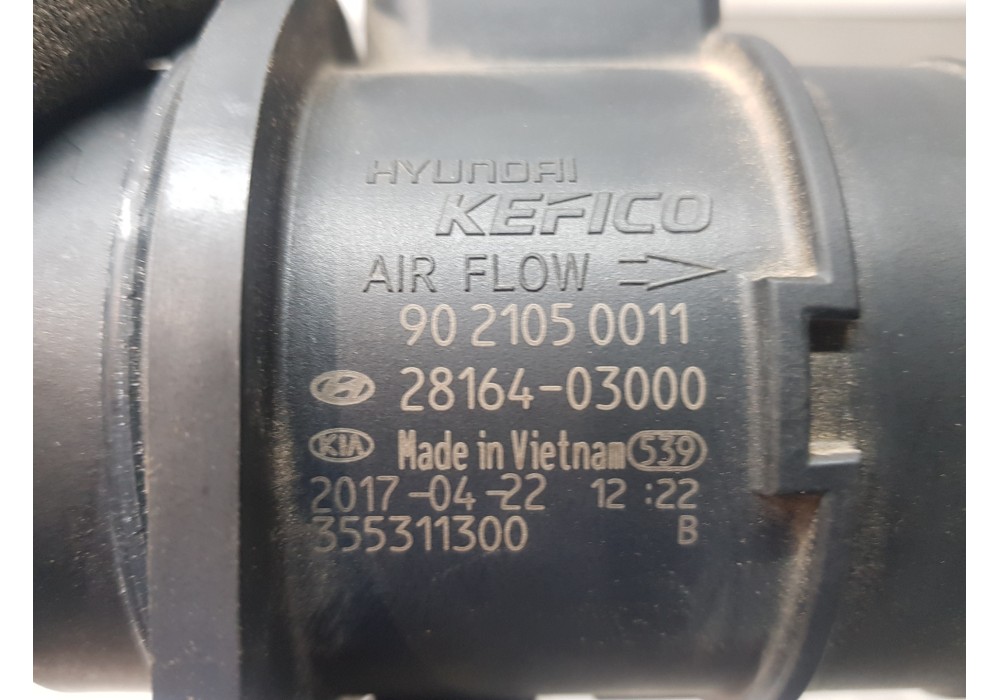 HYUNDAI
KEFICO
AIR FLOW
90 2105 0011
28164-03000
KIA Made in Vietnam 539
2017-04-22 12:22
355311300 B